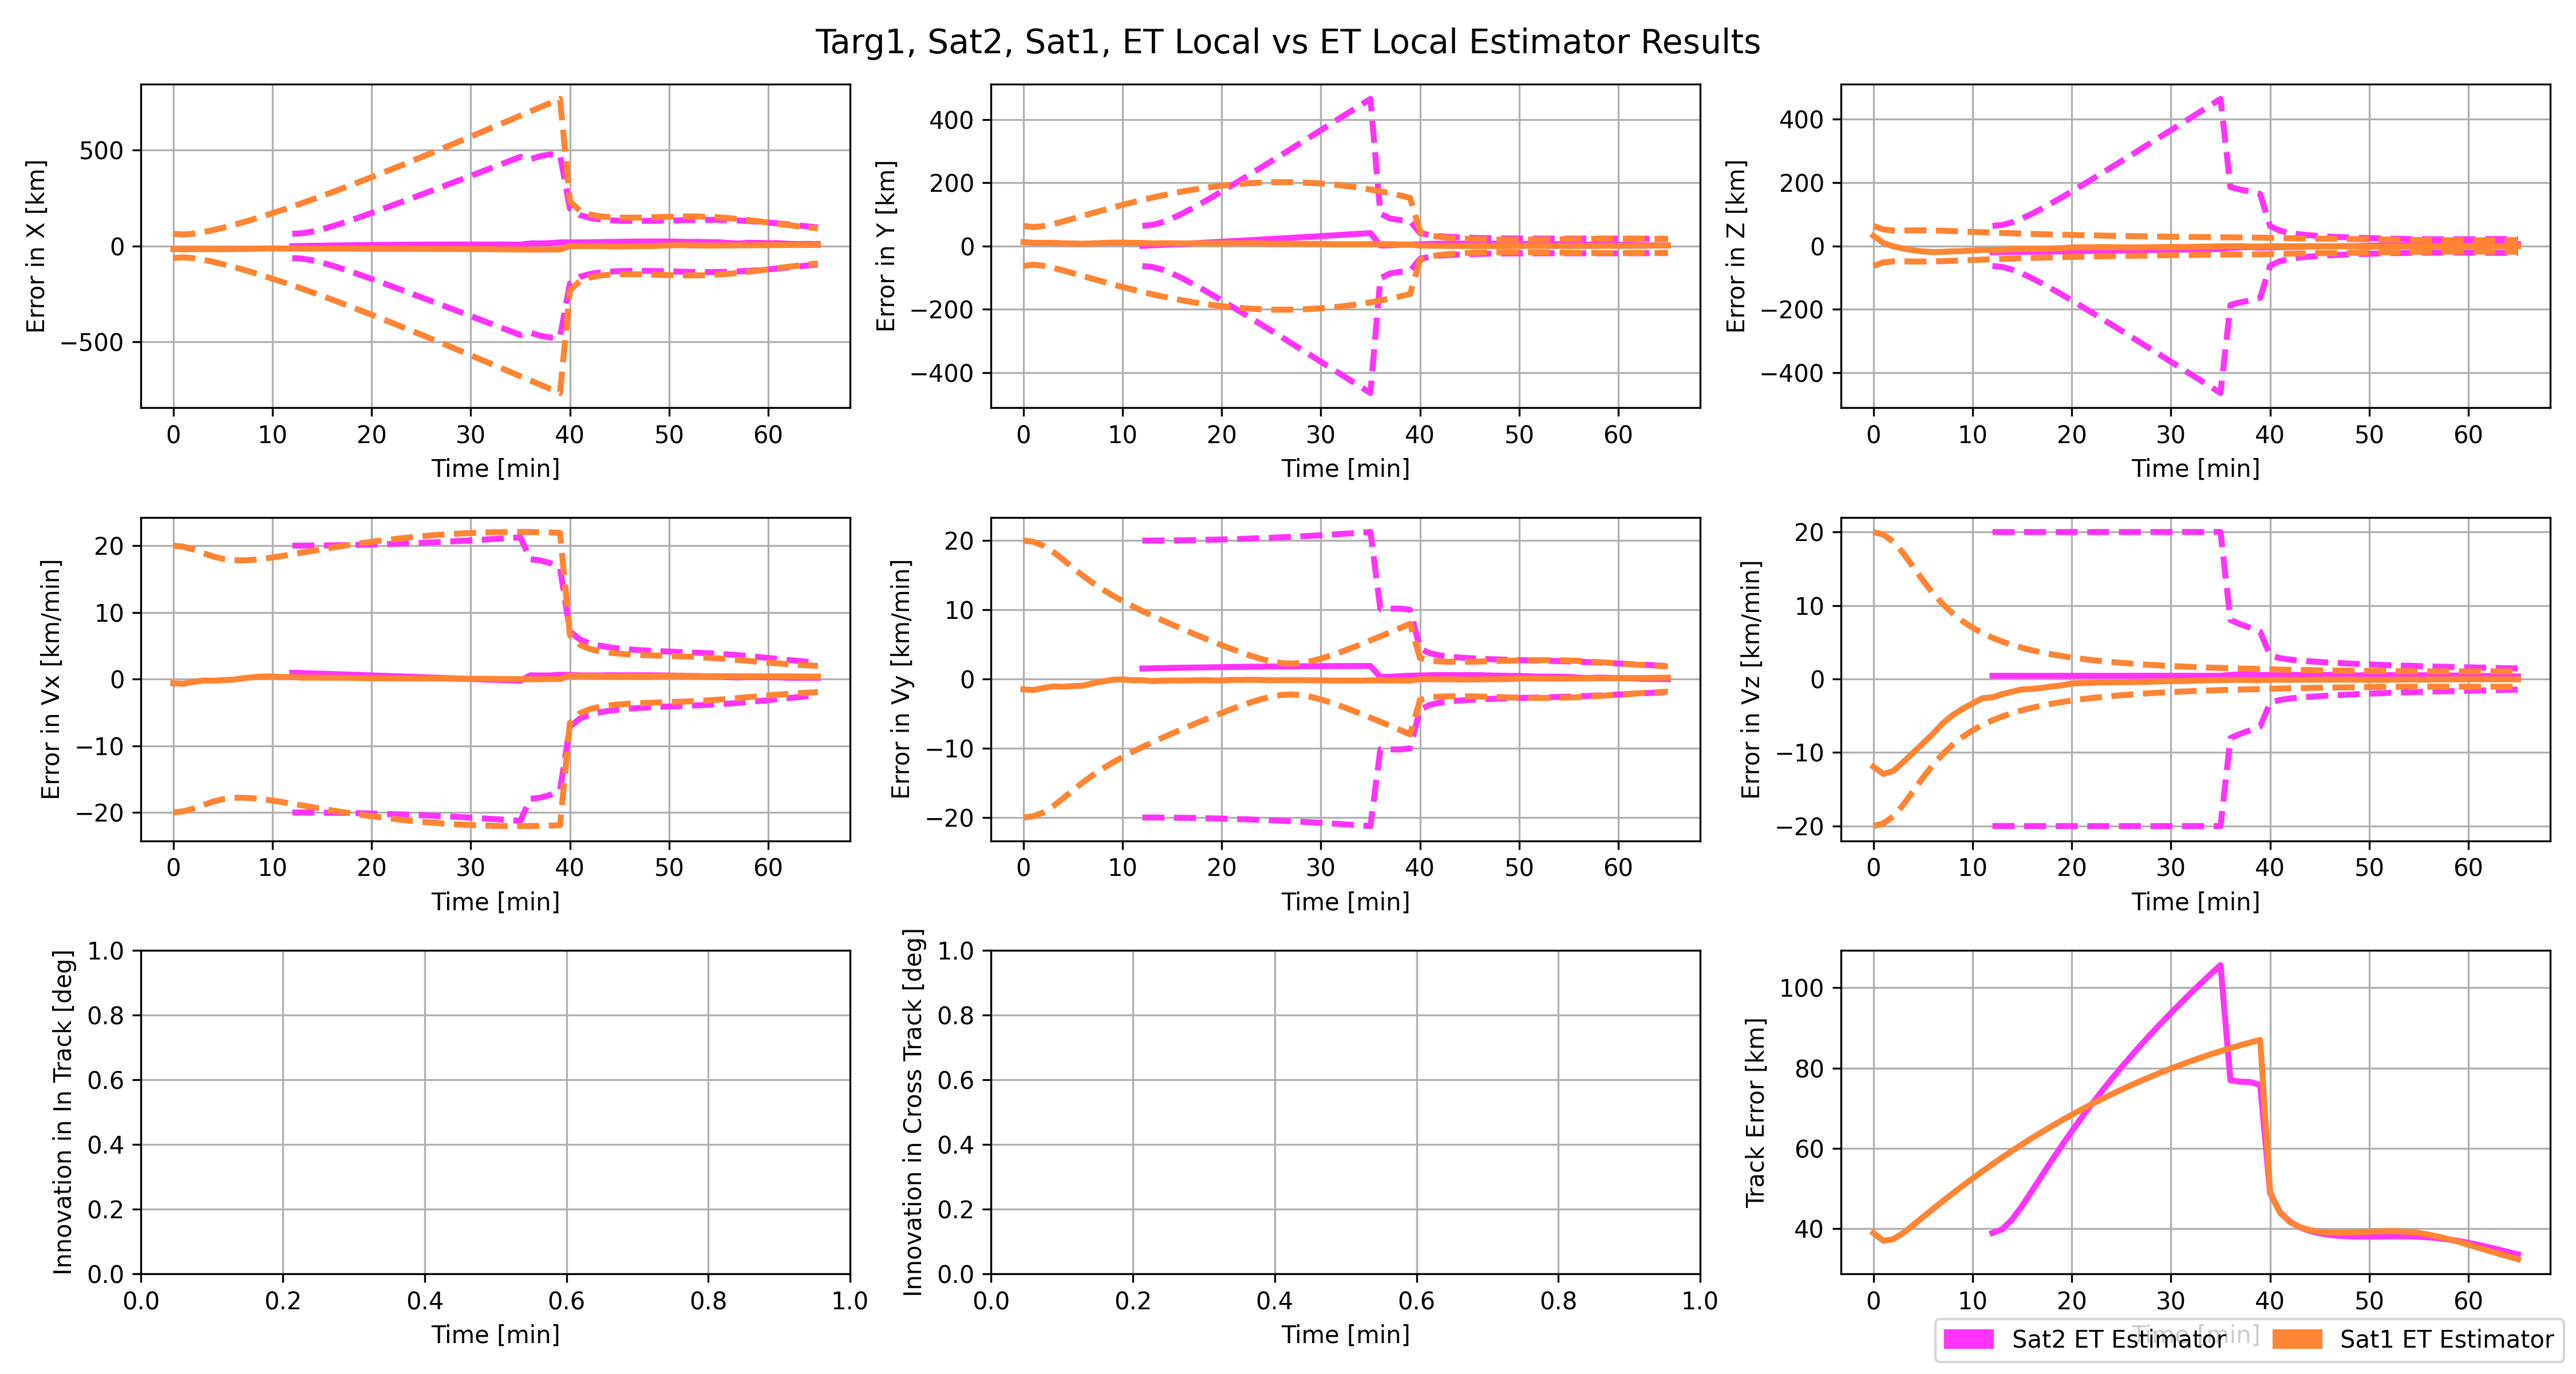 Targ1, Sat2, Sat1, ET Local vs ET Local Estimator Results
Error in X [km]
500
0
−500
0 10 20 30 40 50 60
Time [min]
Error in Y [km]
400
200
0
−200
−400
0 10 20 30 40 50 60
Time [min]
Error in Z [km]
400
200
0
−200
−400
0 10 20 30 40 50 60
Time [min]
Error in Vx [km/min]
20
10
0
−10
−20
0 10 20 30 40 50 60
Time [min]
Error in Vy [km/min]
20
10
0
−10
−20
0 10 20 30 40 50 60
Time [min]
Error in Vz [km/min]
20
10
0
−10
−20
0 10 20 30 40 50 60
Time [min]
Innovation in In Track [deg]
1.0
0.8
0.6
0.4
0.2
0.0
0.0 0.2 0.4 0.6 0.8 1.0
Time [min]
Innovation in Cross Track [deg]
1.0
0.8
0.6
0.4
0.2
0.0
0.0 0.2 0.4 0.6 0.8 1.0
Time [min]
Track Error [km]
100
80
60
40
0 10 20 30 40 50 60
Time [min]
Sat2 ET Estimator Sat1 ET Estimator